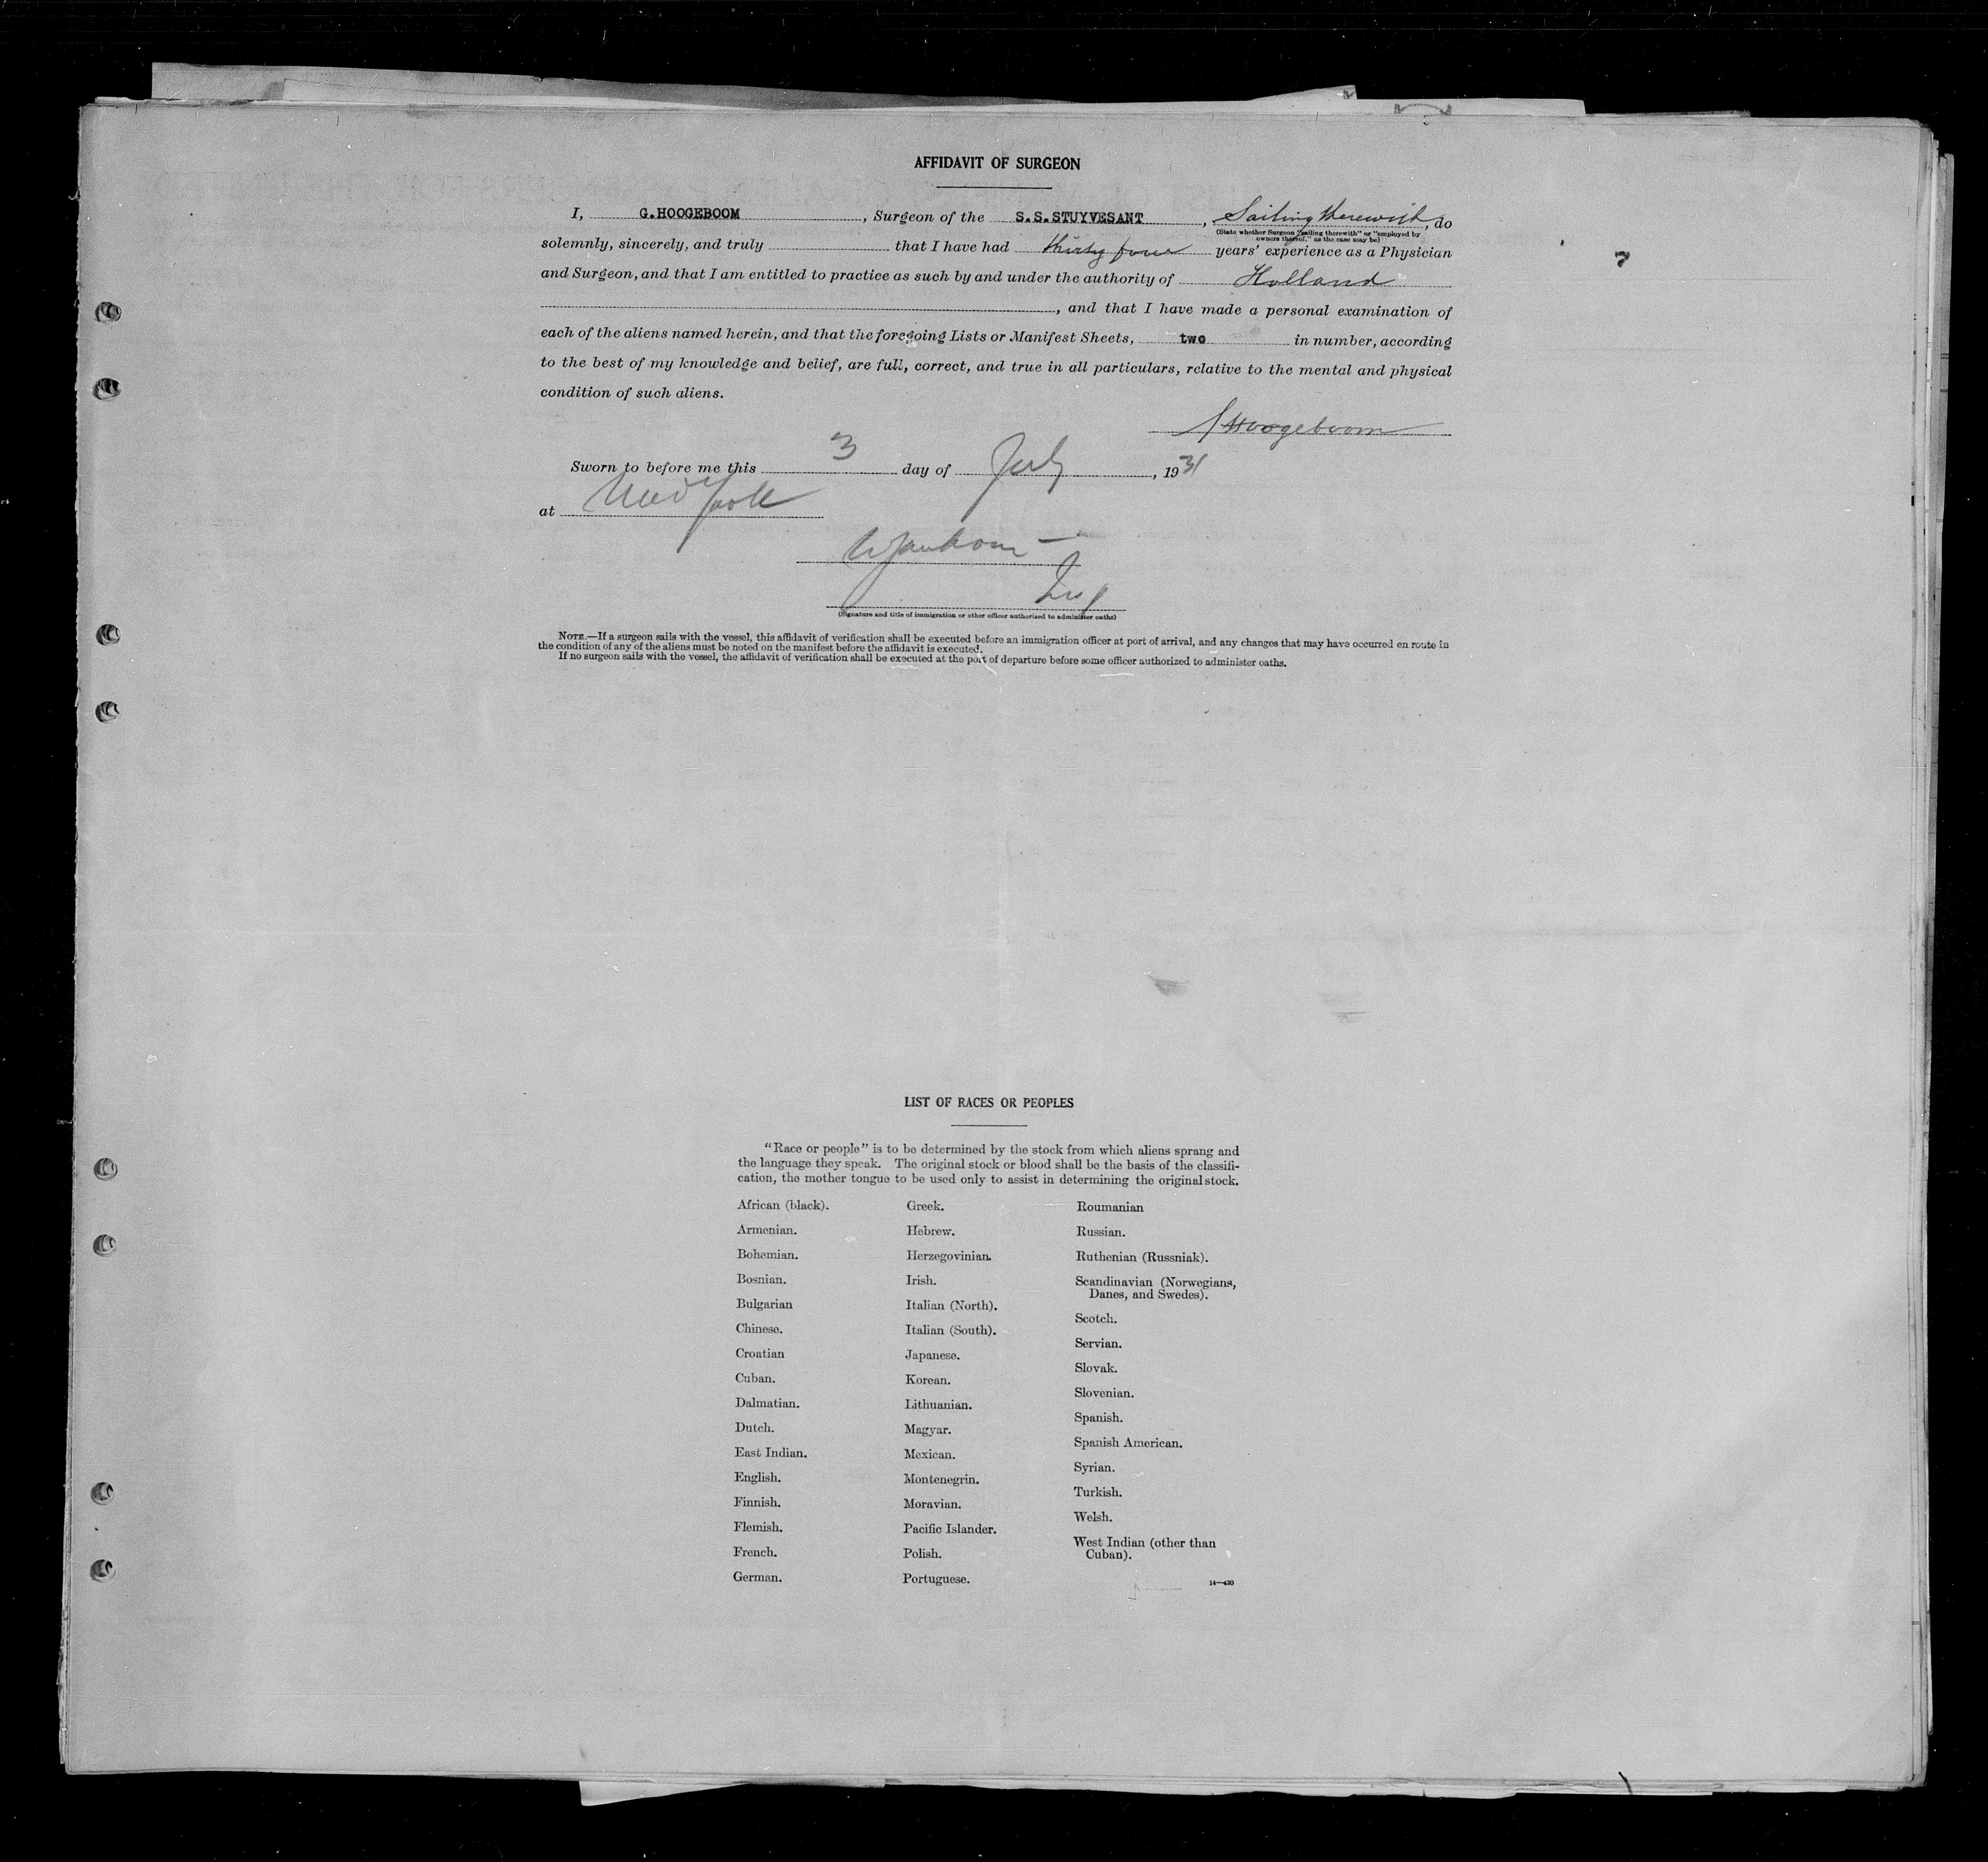 AFFIDAVIT OF SURGEON
I, G.HOOGEBOOM, Surgeon of the S.S.STUYVESANT, Sailing therewith, do
(State whether Surgeon "sailing therewith" or "employed by
owners thereof," as the case may be)
solemnly, sincerely, and truly that I have had thirty four years' experience as a Physician
and Surgeon, and that I am entitled to practice as such by and under the authority of Holland
, and that I have made a personal examination of
each of the aliens named herein, and that the foregoing Lists or Manifest Sheets, two in number, according
to the best of my knowledge and belief, are full, correct, and true in all particulars, relative to the mental and physical
condition of such aliens.
Hoogeboom
Sworn to before me this 3 day of July, 1931
at New York
Insp
(Signature and title of immigration or other officer authorized to administer oaths)
NOTE.—If a surgeon sails with the vessel, this affidavit of verification shall be executed before an immigration officer at port of arrival, and any changes that may have occurred en route in
the condition of any of the aliens must be noted on the manifest before the affidavit is executed.
If no surgeon sails with the vessel, the affidavit of verification shall be executed at the port of departure before some officer authorized to administer oaths.
7
LIST OF RACES OR PEOPLES
"Race or people" is to be determined by the stock from which aliens sprang and
the language they speak. The original stock or blood shall be the basis of the classifi-
cation, the mother tongue to be used only to assist in determining the original stock.
African (black).
Armenian.
Bohemian.
Bosnian.
Bulgarian
Chinese.
Croatian
Cuban.
Dalmatian.
Dutch.
East Indian.
English.
Finnish.
Flemish.
French.
German.
Greek.
Hebrew.
Herzegovinian.
Irish.
Italian (North).
Italian (South).
Japanese.
Korean.
Lithuanian.
Magyar.
Mexican.
Montenegrin.
Moravian.
Pacific Islander.
Polish.
Portuguese.
Roumanian
Russian.
Ruthenian (Russniak).
Scandinavian (Norwegians,
Danes, and Swedes).
Scotch.
Servian.
Slovak.
Slovenian.
Spanish.
Spanish American.
Syrian.
Turkish.
Welsh.
West Indian (other than
Cuban).
14—430